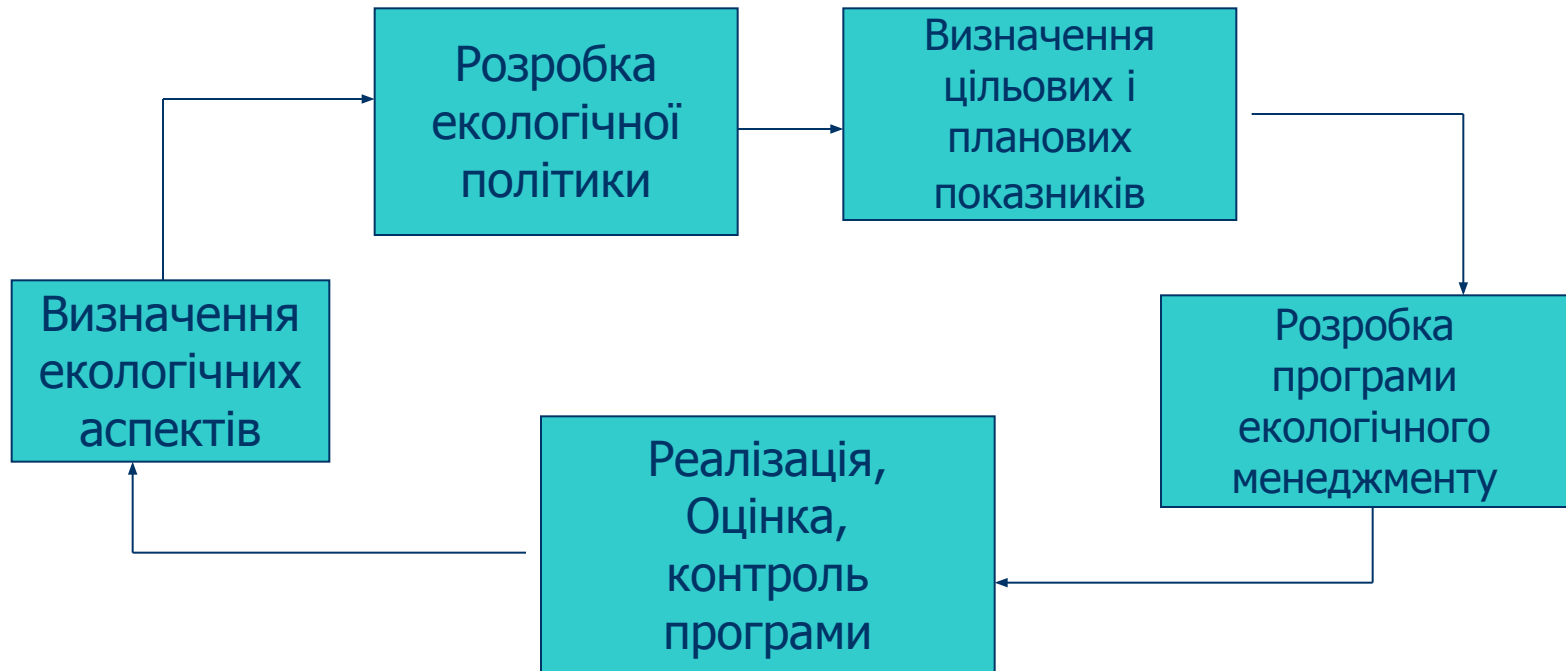 Розробка
екологічної
політики
Визначення
цільових і
планових
показників
Визначення
екологічних
аспектів
Розробка
програми
екологічного
менеджменту
Реалізація,
Оцінка,
контроль
програми